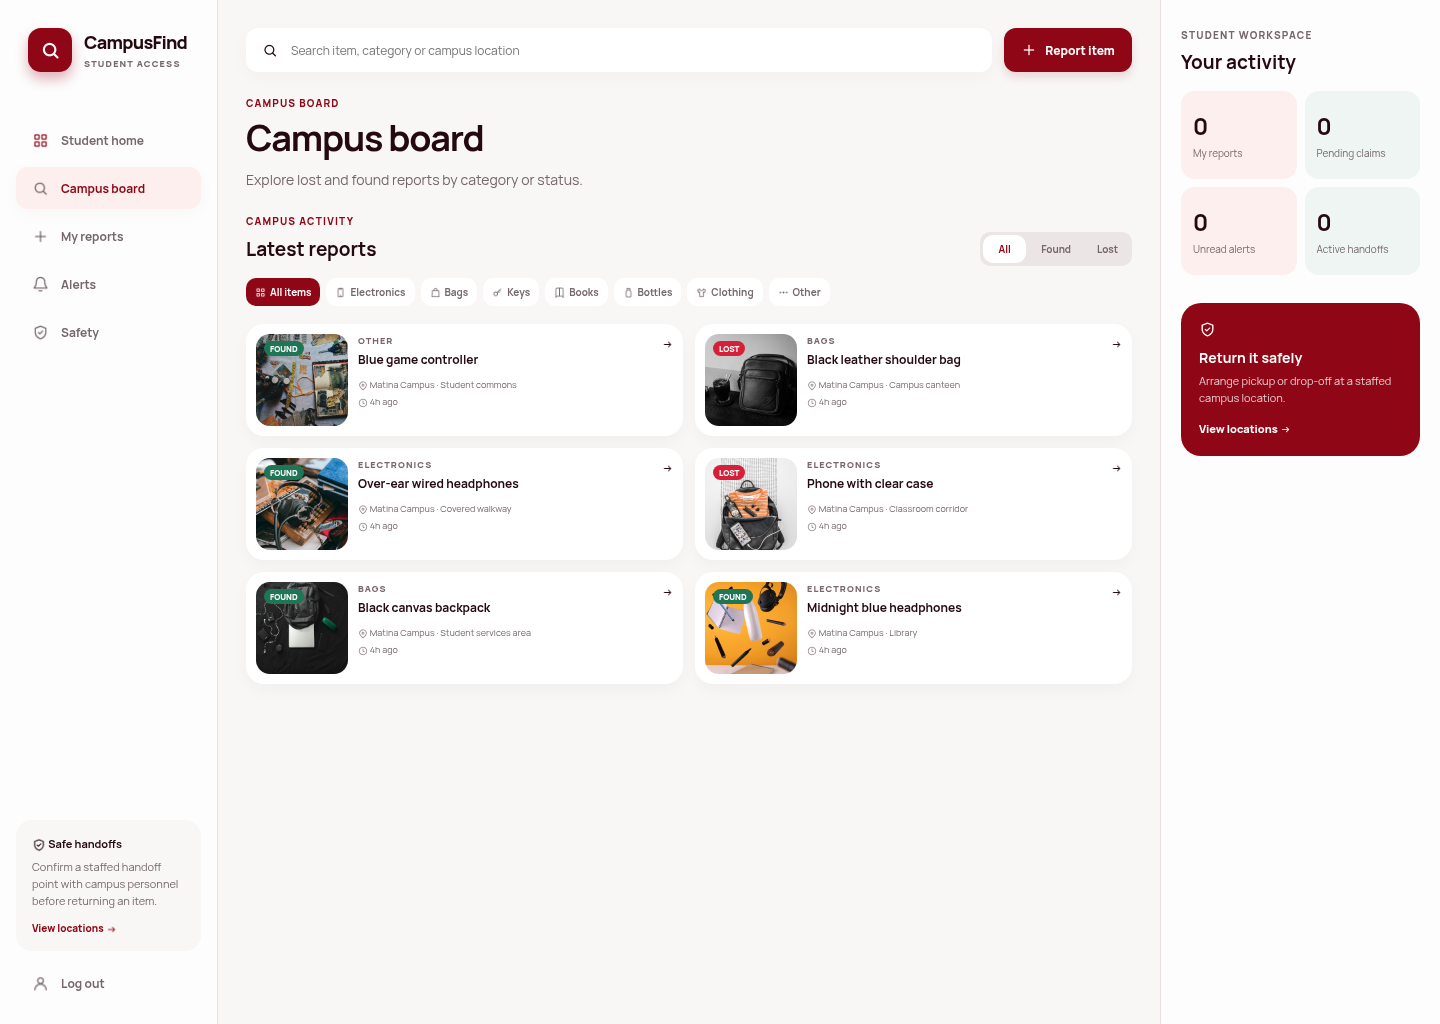 CampusFind
STUDENT ACCESS
Student home
Campus board
My reports
Alerts
Safety
Safe handoffs
Confirm a staffed handoff
point with campus personnel
before returning an item.
View locations →
Log out
Search item, category or campus location
Report item
CAMPUS BOARD
Campus board
Explore lost and found reports by category or status.
CAMPUS ACTIVITY
Latest reports
All Found Lost
All items Electronics Bags Keys Books Bottles Clothing Other
FOUND
OTHER
Blue game controller
Matina Campus · Student commons
4h ago
LOST
BAGS
Black leather shoulder bag
Matina Campus · Campus canteen
4h ago
FOUND
ELECTRONICS
Over-ear wired headphones
Matina Campus · Covered walkway
4h ago
LOST
ELECTRONICS
Phone with clear case
Matina Campus · Classroom corridor
4h ago
FOUND
BAGS
Black canvas backpack
Matina Campus · Student services area
4h ago
FOUND
ELECTRONICS
Midnight blue headphones
Matina Campus · Library
4h ago
STUDENT WORKSPACE
Your activity
0
My reports
0
Pending claims
0
Unread alerts
0
Active handoffs
Return it safely
Arrange pickup or drop-off at a staffed
campus location.
View locations →